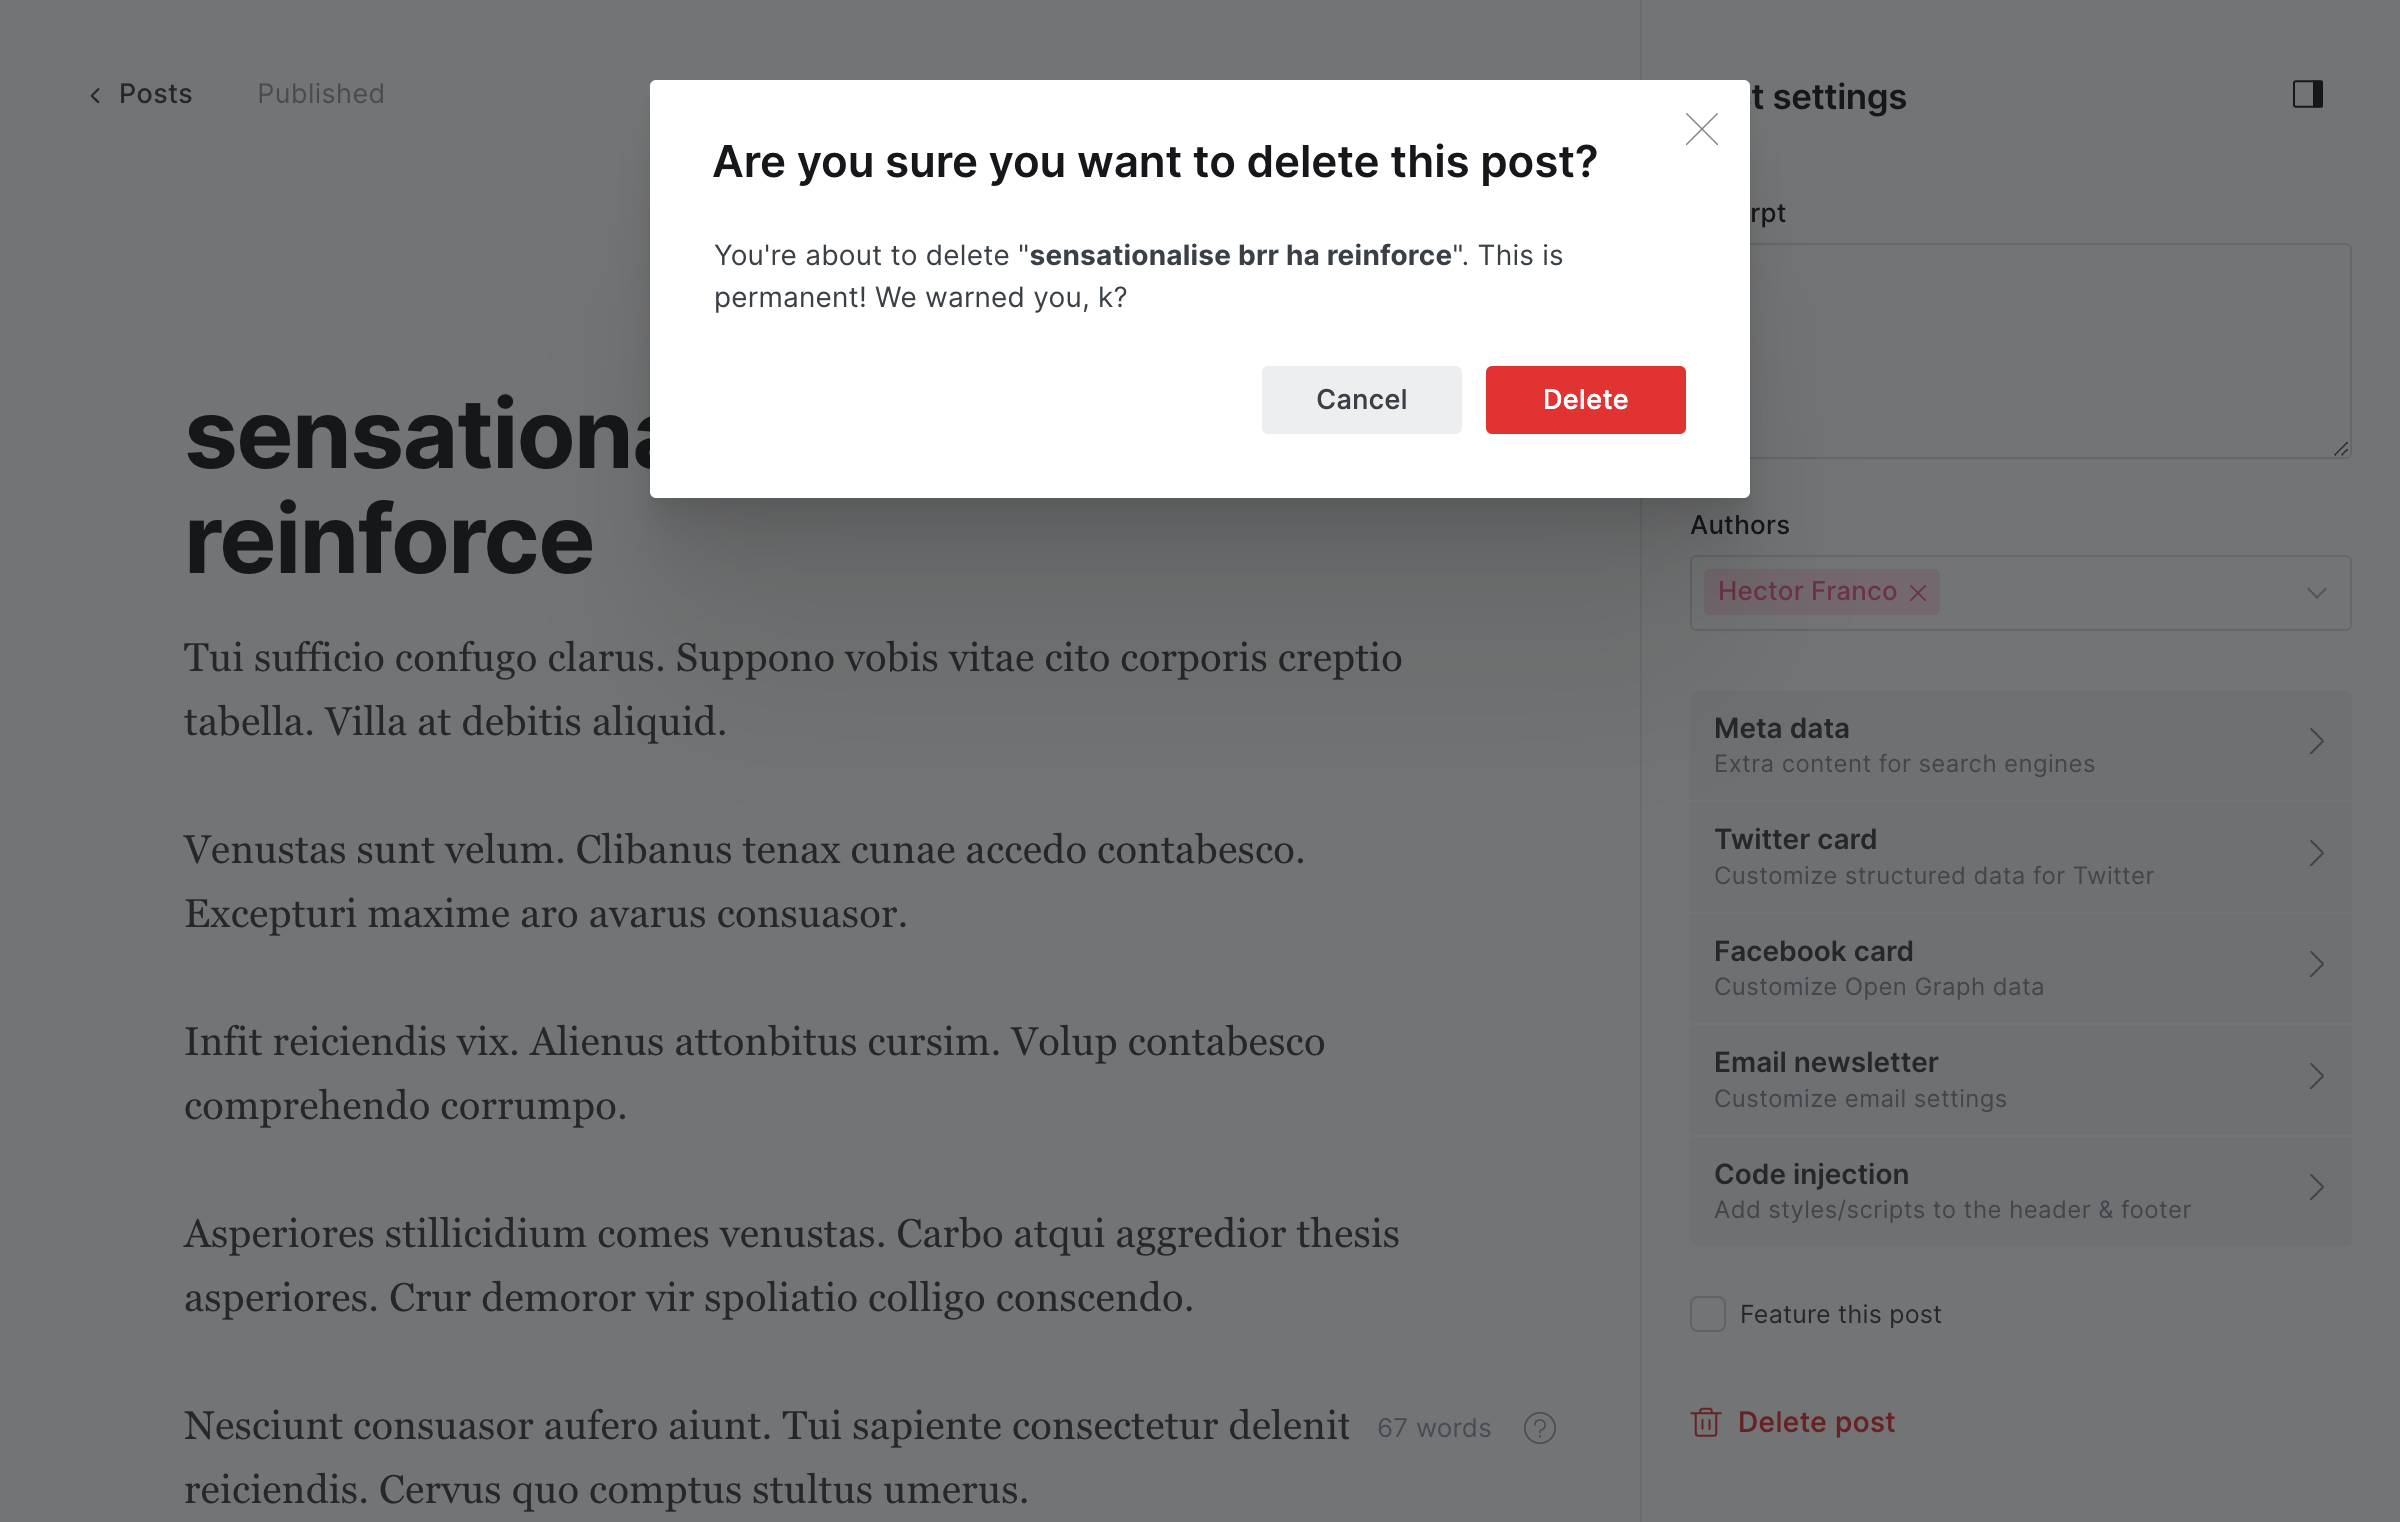 Posts
Published
Are you sure you want to delete this post?
You're about to delete "sensationalise brr ha reinforce". This is
permanent! We warned you, k?
Cancel
Delete
reinforce
Tui sufficio confugo clarus. Suppono vobis vitae cito corporis creptio
tabella. Villa at debitis aliquid.
Venustas sunt velum. Clibanus tenax cunae accedo contabesco.
Excepturi maxime aro avarus consuasor.
Infit reiciendis vix. Alienus attonbitus cursim. Volup contabesco
comprehendo corrumpo.
Asperiores stillicidium comes venustas. Carbo atqui aggredior thesis
asperiores. Crur demoror vir spoliatio colligo conscendo.
Nesciunt consuasor aufero aiunt. Tui sapiente consectetur delenit
reiciendis. Cervus quo comptus stultus umerus.
67 words
?
settings
Authors
Hector Franco
Meta data
Extra content for search engines
Twitter card
Customize structured data for Twitter
Facebook card
Customize Open Graph data
Email newsletter
Customize email settings
Code injection
Add styles/scripts to the header & footer
Feature this post
Delete post